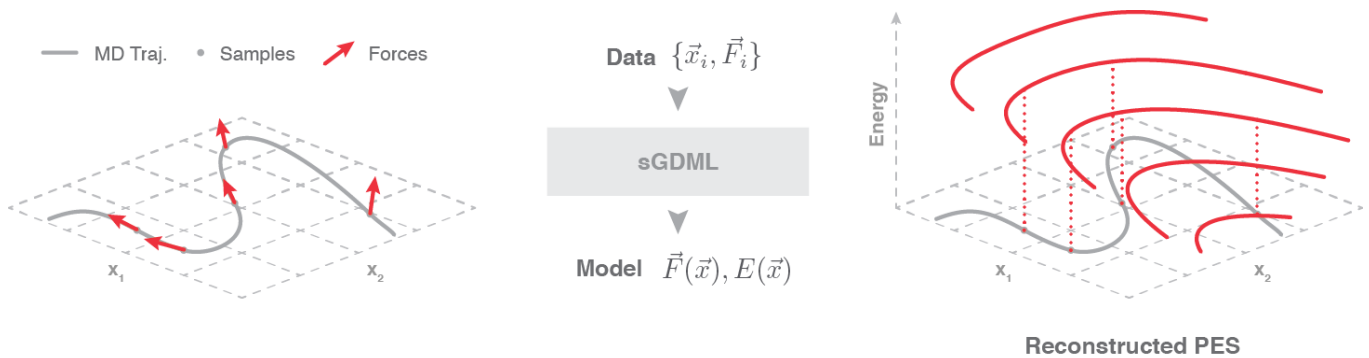 MD Traj. Samples Forces
x₁
x₂
Data {x⃗ᵢ, F⃗ᵢ}
sGDML
Model F⃗(x⃗), E(x⃗)
Energy
x₁
x₂
Reconstructed PES